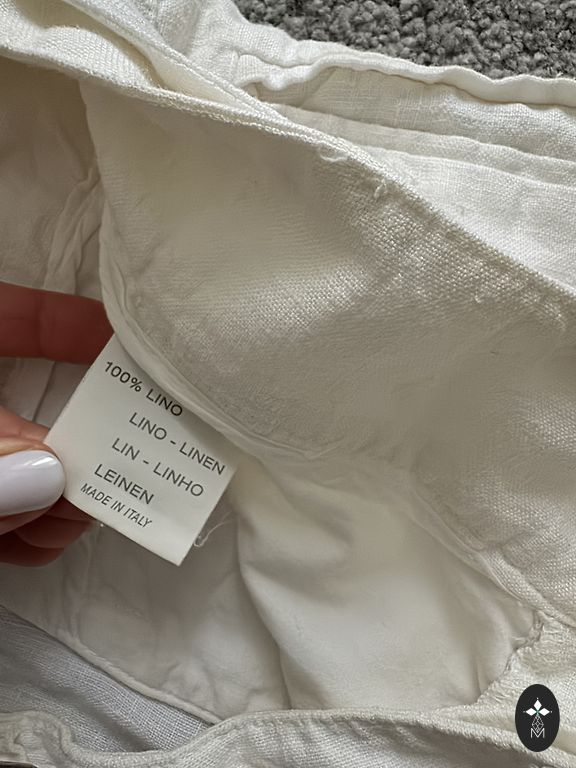 100% LINO
LINO - LINEN
LIN - LINHO
LEINEN
MADE IN ITALY
M